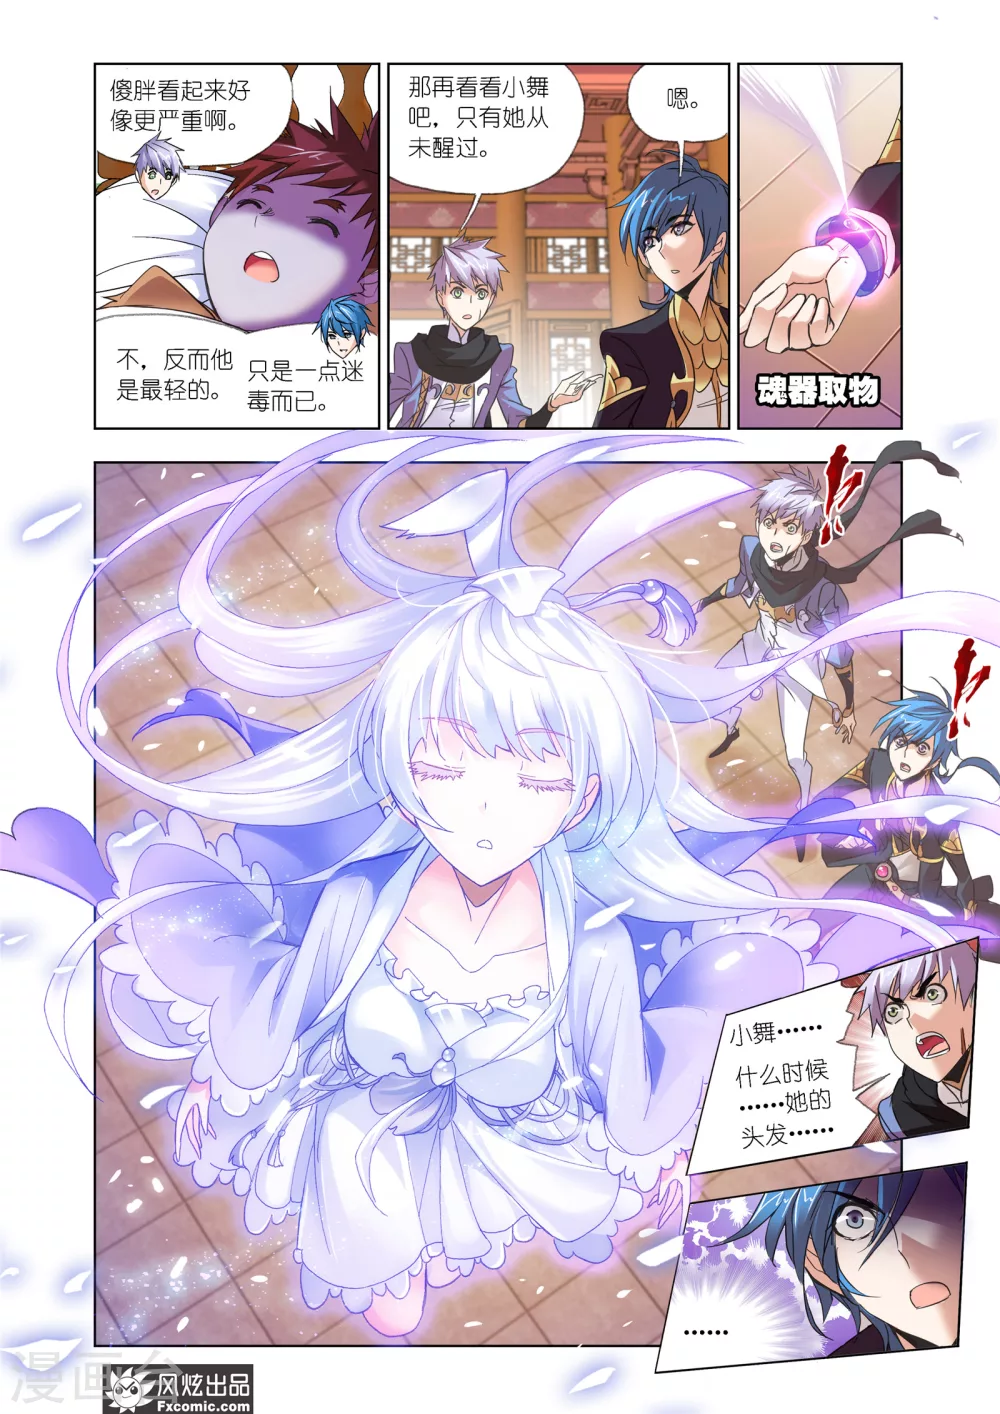 傻胖看起来好
像更严重啊。
不，反而他
是最轻的。
只是一点迷
毒而已。
那再看看小舞
吧，只有她从
未醒过。
嗯。
魂器取物
小舞……
什么时候
……她的
头发……
……
漫画台
风炫出品
Fxcomic.com